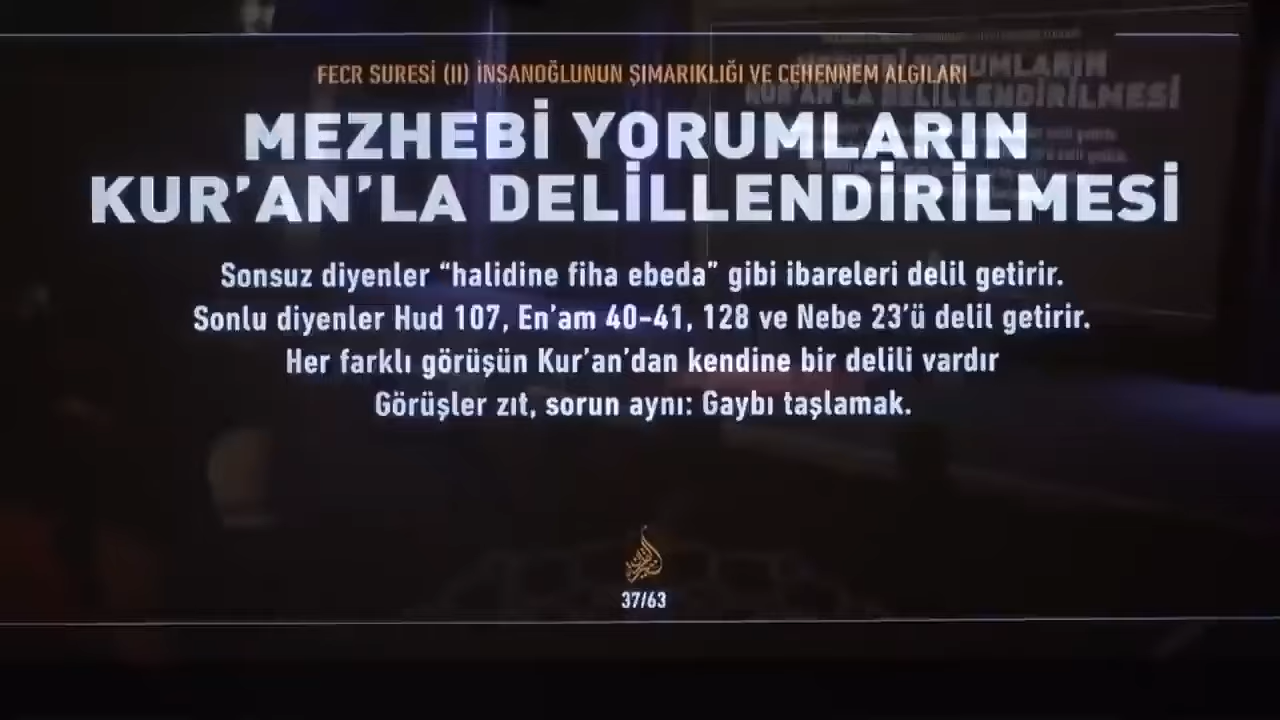 FECR SURESİ (II) İNSANOĞLUNUN ŞIMARIKLIĞI VE CEHENNEM ALGILARI
MEZHEBİ YORUMLARIN
KUR’AN’LA DELİLLENDİRİLMESİ
Sonsuz diyenler “halidine fiha ebeda” gibi ibareleri delil getirir.
Sonlu diyenler Hud 107, En’am 40-41, 128 ve Nebe 23’ü delil getirir.
Her farklı görüşün Kur’an’dan kendine bir delili vardır
Görüşler zıt, sorun aynı: Gaybı taşlamak.
37/63